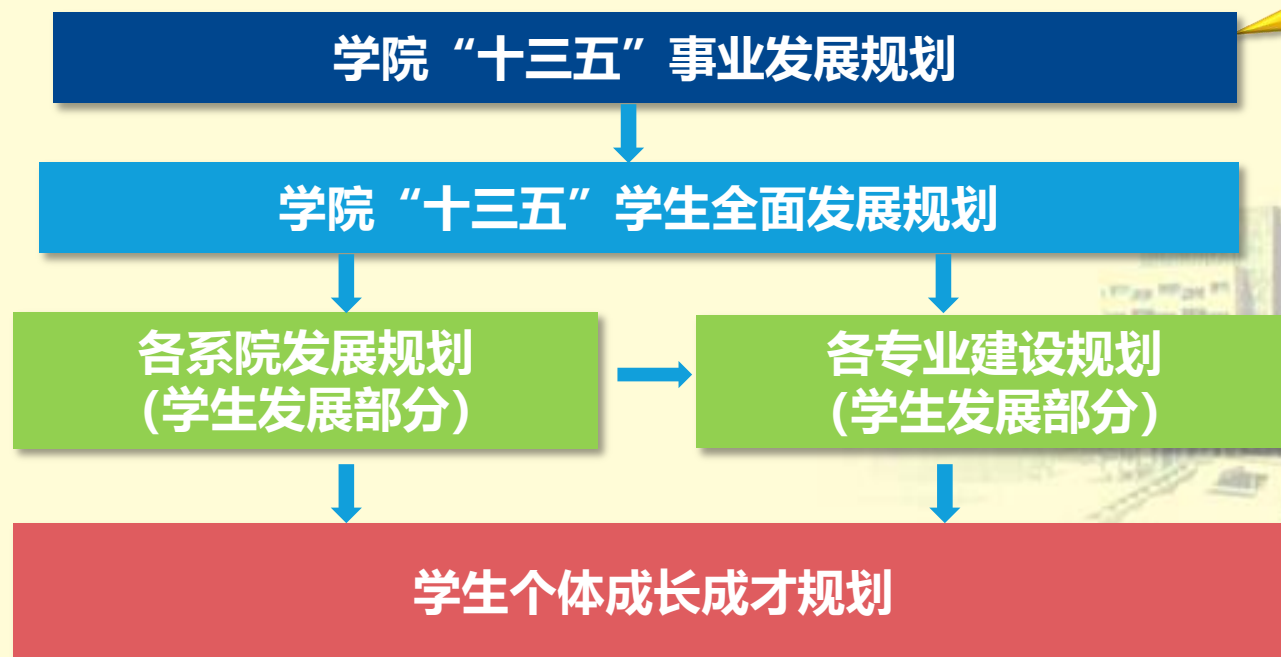 学院“十三五”事业发展规划
学院“十三五”学生全面发展规划
各系院发展规划
（学生发展部分）
各专业建设规划
（学生发展部分）
学生个体成长成才规划